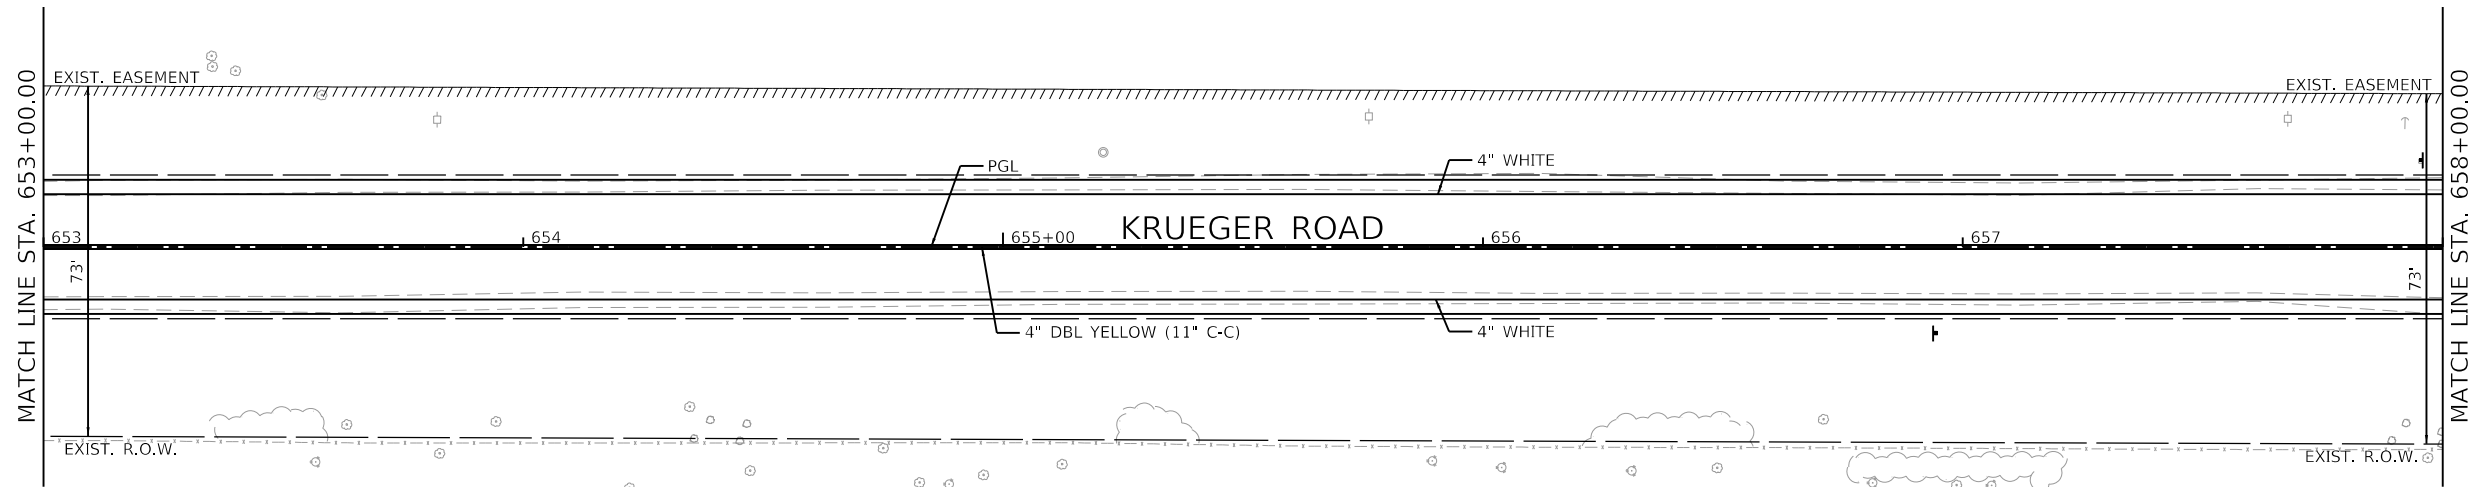 MATCH LINE STA. 653+00.00
EXIST. EASEMENT
EXIST. EASEMENT
PGL
4" WHITE
KRUEGER ROAD
653
654
655+00
656
657
73'
73'
4" DBL YELLOW (11" C-C)
4" WHITE
EXIST. R.O.W.
EXIST. R.O.W.
MATCH LINE STA. 658+00.00